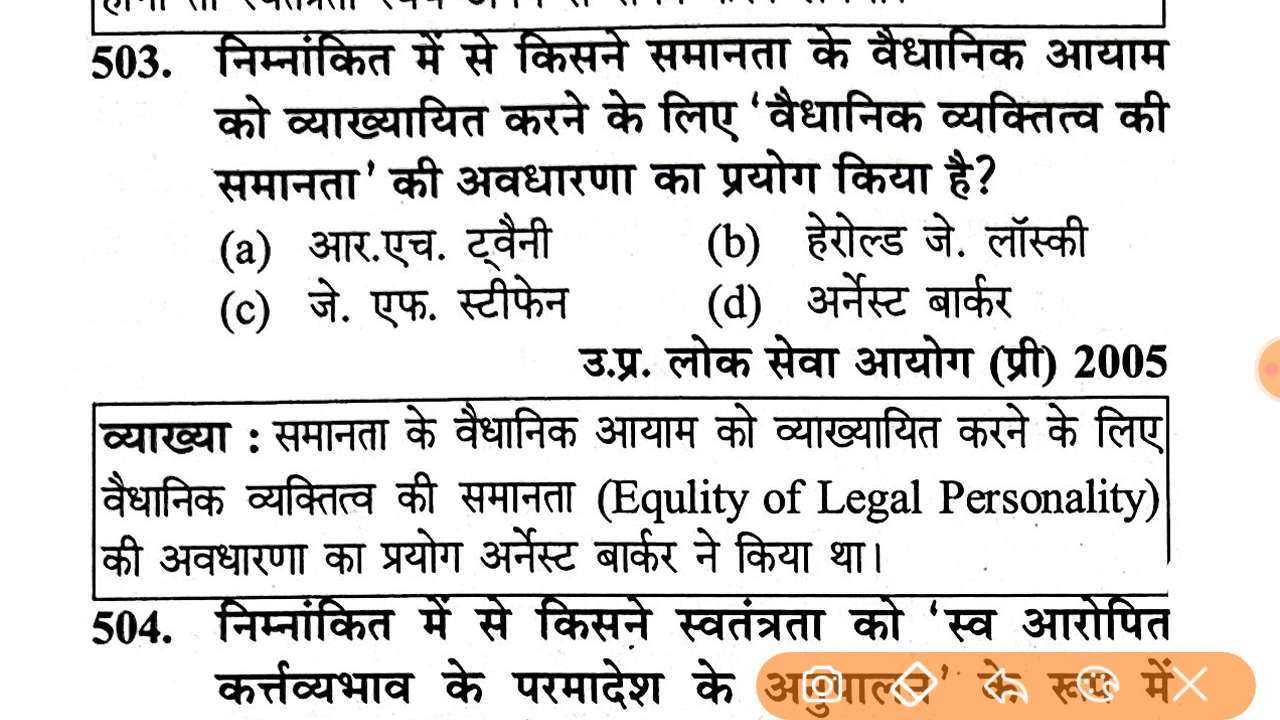 503. निम्नांकित में से किसने समानता के वैधानिक आयाम
को व्याख्यायित करने के लिए ‘वैधानिक व्यक्तित्व की
समानता’ की अवधारणा का प्रयोग किया है?
(a) आर.एच. ट्वैनी (b) हेरोल्ड जे. लॉस्की
(c) जे. एफ. स्टीफेन (d) अर्नेस्ट बार्कर
उ.प्र. लोक सेवा आयोग (प्री) 2005
व्याख्या : समानता के वैधानिक आयाम को व्याख्यायित करने के लिए
वैधानिक व्यक्तित्व की समानता (Equlity of Legal Personality)
की अवधारणा का प्रयोग अर्नेस्ट बार्कर ने किया था।
504. निम्नांकित में से किसने स्वतंत्रता को ‘स्व आरोपित
कर्त्तव्यभाव के परमादेश के अनुपालन’ के रूप में